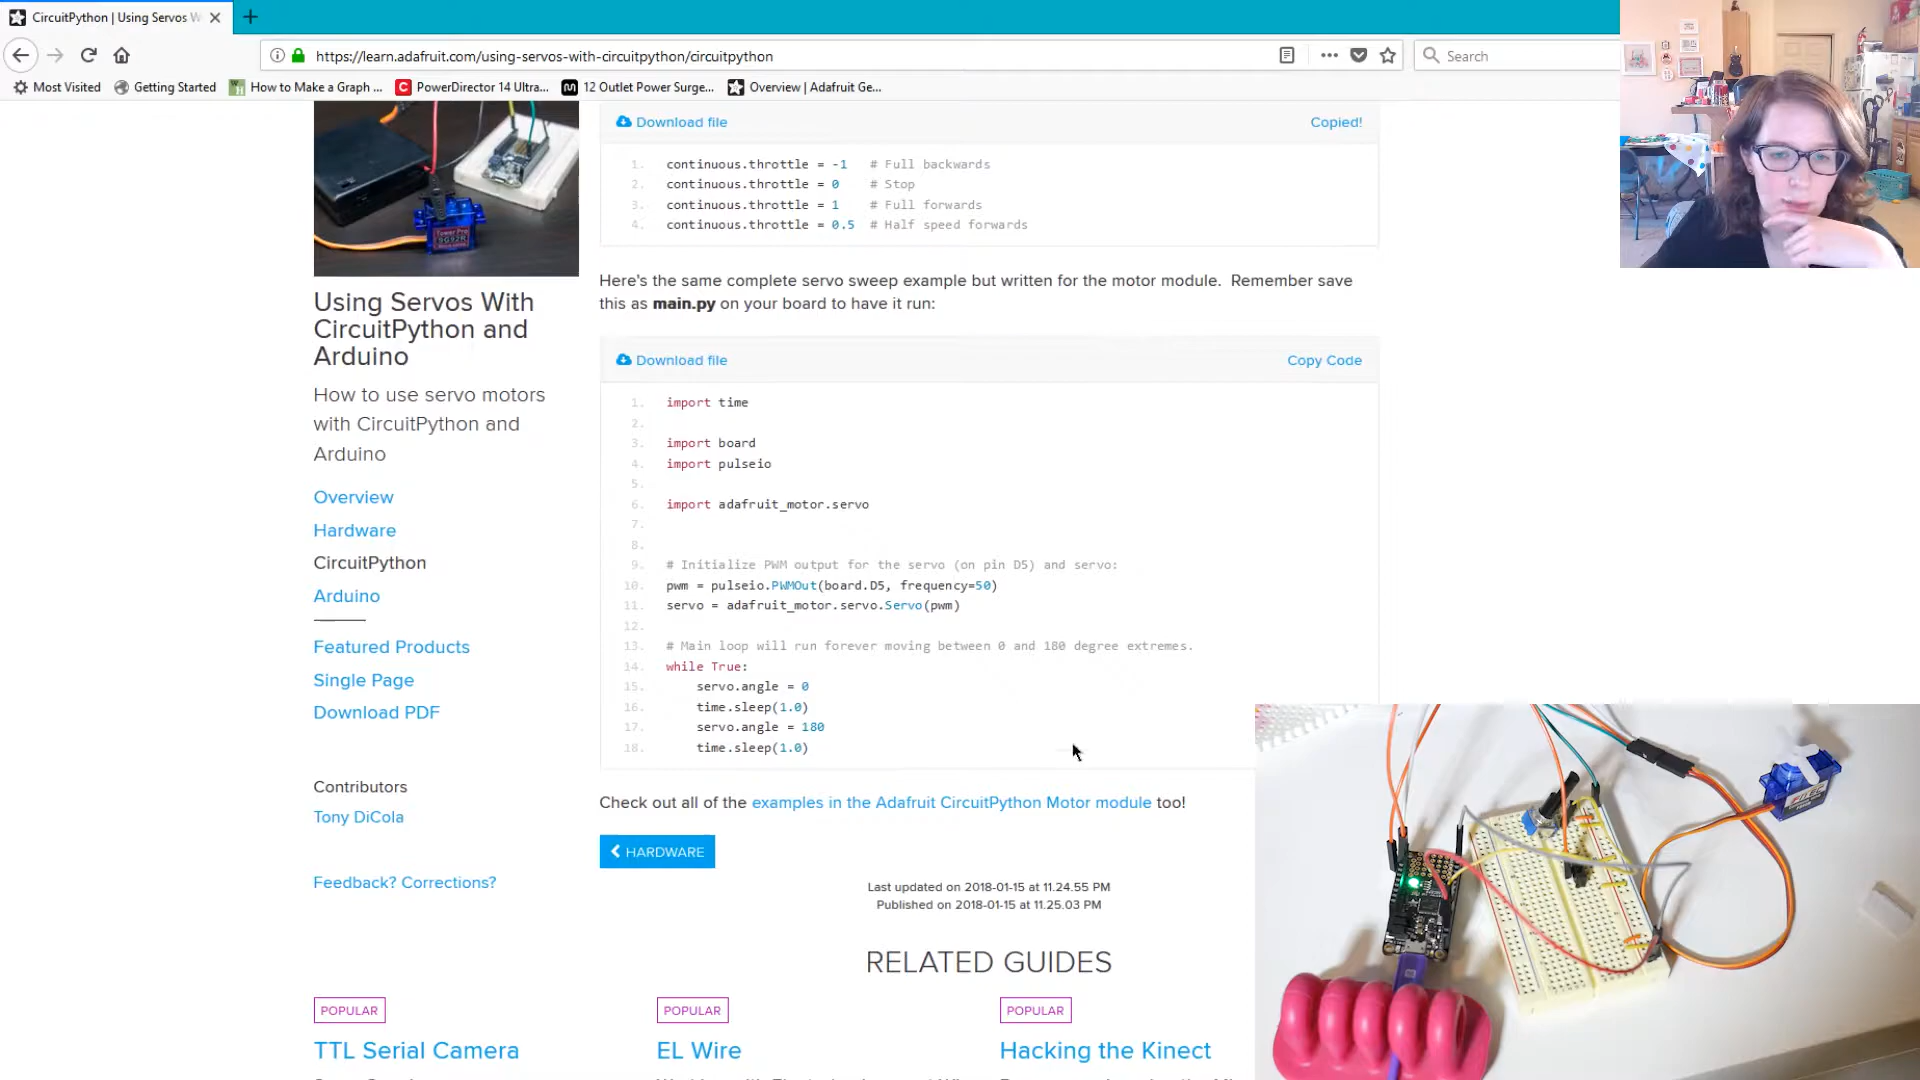 CircuitPython | Using Servos W
https://learn.adafruit.com/using-servos-with-circuitpython/circuitpython
Search
Most Visited
Getting Started
How to Make a Graph ...
PowerDirector 14 Ultra...
12 Outlet Power Surge...
Overview | Adafruit Ge...
Using Servos With
CircuitPython and
Arduino
How to use servo motors
with CircuitPython and
Arduino
Overview
Hardware
CircuitPython
Arduino
Featured Products
Single Page
Download PDF
Contributors
Tony DiCola
Feedback? Corrections?
Download file
Copied!
1. continuous.throttle = -1 # Full backwards
2. continuous.throttle = 0 # Stop
3. continuous.throttle = 1 # Full forwards
4. continuous.throttle = 0.5 # Half speed forwards
Here's the same complete servo sweep example but written for the motor module. Remember save
this as main.py on your board to have it run:
Download file
Copy Code
1. import time
2.
3. import board
4. import pulseio
5.
6. import adafruit_motor.servo
7.
8.
9. # Initialize PWM output for the servo (on pin D5) and servo:
10. pwm = pulseio.PWMOut(board.D5, frequency=50)
11. servo = adafruit_motor.servo.Servo(pwm)
12.
13. # Main loop will run forever moving between 0 and 180 degree extremes.
14. while True:
15. servo.angle = 0
16. time.sleep(1.0)
17. servo.angle = 180
18. time.sleep(1.0)
Check out all of the examples in the Adafruit CircuitPython Motor module too!
HARDWARE
Last updated on 2018-01-15 at 11.24.55 PM
Published on 2018-01-15 at 11.25.03 PM
RELATED GUIDES
POPULAR
POPULAR
POPULAR
TTL Serial Camera
EL Wire
Hacking the Kinect